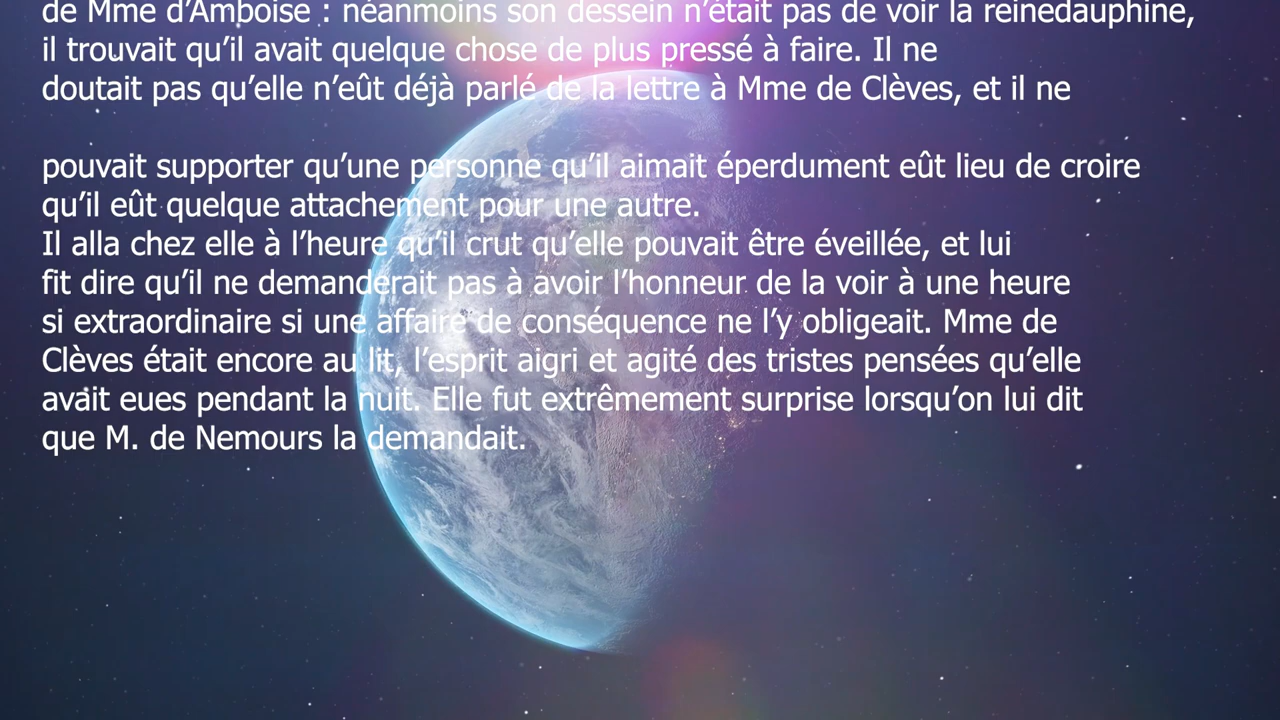 de Mme d’Amboise : néanmoins son dessein n’était pas de voir la reinedauphine,
il trouvait qu’il avait quelque chose de plus pressé à faire. Il ne
doutait pas qu’elle n’eût déjà parlé de la lettre à Mme de Clèves, et il ne
pouvait supporter qu’une personne qu’il aimait éperdument eût lieu de croire
qu’il eût quelque attachement pour une autre.
Il alla chez elle à l’heure qu’il crut qu’elle pouvait être éveillée, et lui
fit dire qu’il ne demanderait pas à avoir l’honneur de la voir à une heure
si extraordinaire si une affaire de conséquence ne l’y obligeait. Mme de
Clèves était encore au lit, l’esprit aigri et agité des tristes pensées qu’elle
avait eues pendant la nuit. Elle fut extrêmement surprise lorsqu’on lui dit
que M. de Nemours la demandait.